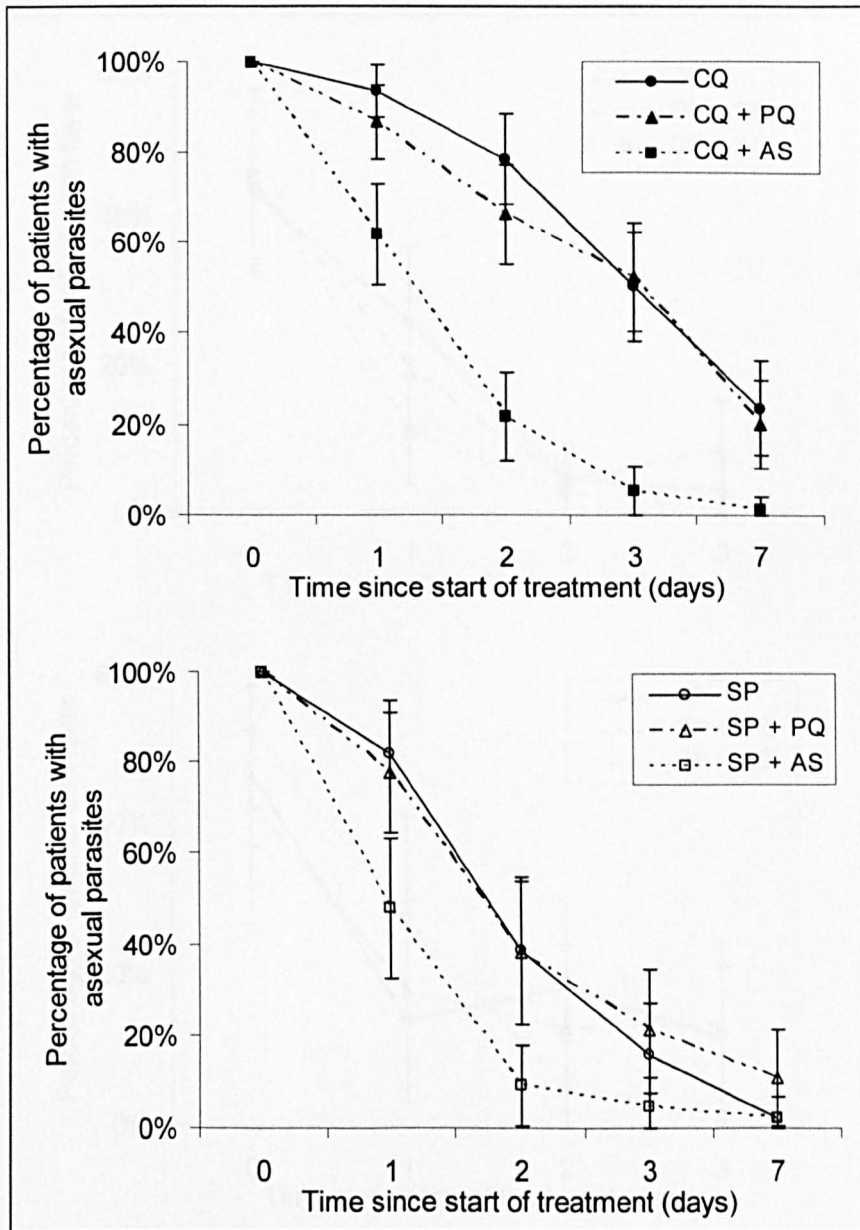 100%
80%
60%
40%
20%
0%
Percentage of patients with
asexual parasites
CQ
CQ + PQ
CQ + AS
0 1 2 3 7
Time since start of treatment (days)
100%
80%
60%
40%
20%
0%
Percentage of patients with
asexual parasites
SP
SP + PQ
SP + AS
0 1 2 3 7
Time since start of treatment (days)